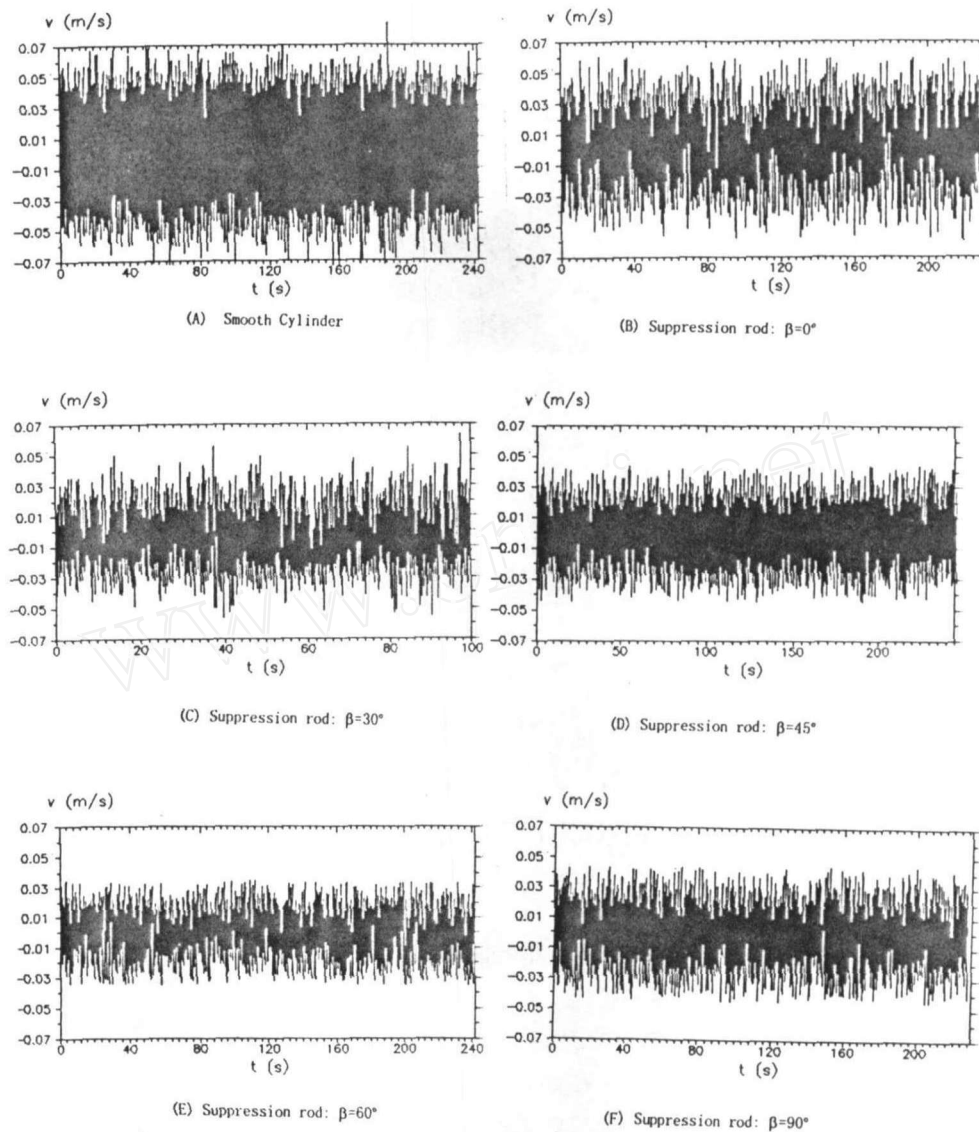 v (m/s)
0.07
0.05
0.03
0.01
-0.01
-0.03
-0.05
-0.07
0 40 80 120 160 200 240
t (s)
(A) Smooth Cylinder
v (m/s)
0.07
0.05
0.03
0.01
-0.01
-0.03
-0.05
-0.07
0 40 80 120 160 200
t (s)
(B) Suppression rod: β=0°
v (m/s)
0.07
0.05
0.03
0.01
-0.01
-0.03
-0.05
-0.07
0 20 40 60 80 100
t (s)
(C) Suppression rod: β=30°
v (m/s)
0.07
0.05
0.03
0.01
-0.01
-0.03
-0.05
-0.07
0 50 100 150 200
t (s)
(D) Suppression rod: β=45°
v (m/s)
0.07
0.05
0.03
0.01
-0.01
-0.03
-0.05
-0.07
0 40 80 120 160 200 240
t (s)
(E) Suppression rod: β=60°
v (m/s)
0.07
0.05
0.03
0.01
-0.01
-0.03
-0.05
-0.07
0 40 80 120 160 200
t (s)
(F) Suppression rod: β=90°